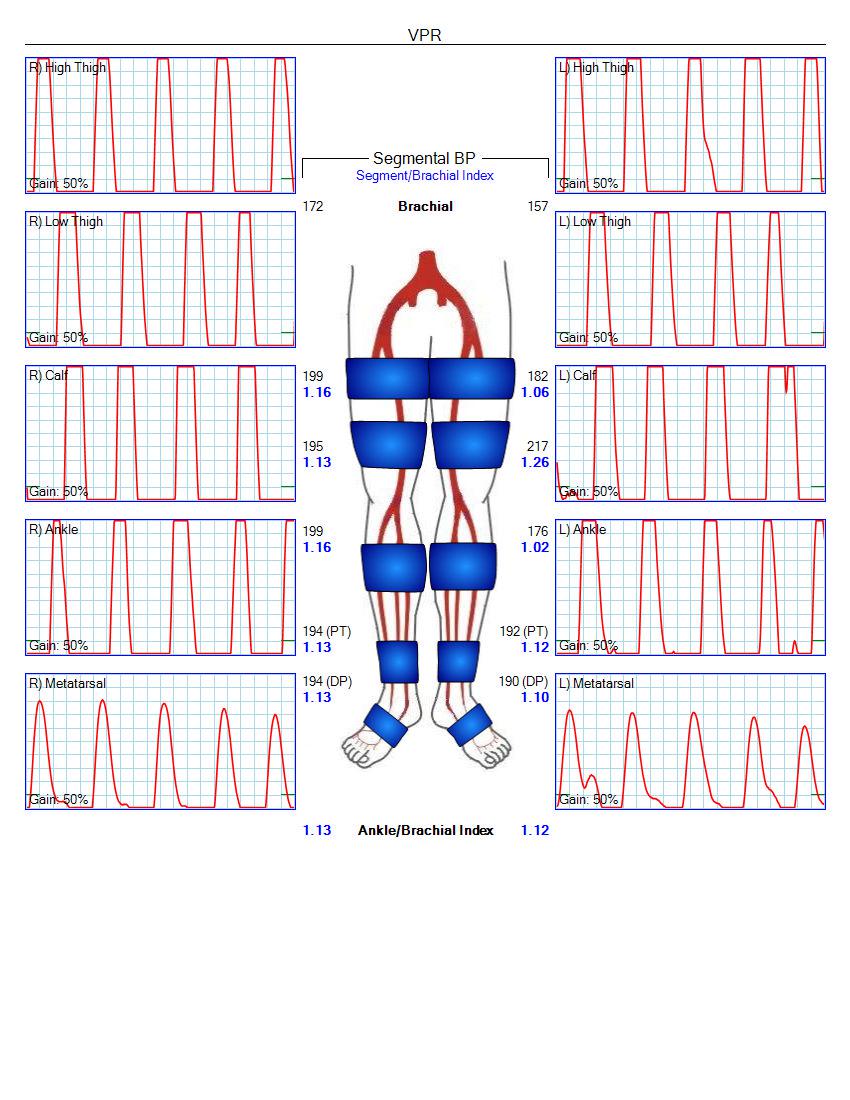 VPR
R) High Thigh
Gain: 50%
L) High Thigh
Gain: 50%
Segmental BP
Segment/Brachial Index
172 Brachial 157
R) Low Thigh
Gain: 50%
L) Low Thigh
Gain: 50%
199 182
1.16 1.06
R) Calf
Gain: 50%
L) Calf
Gain: 50%
195 217
1.13 1.26
R) Ankle
Gain: 50%
L) Ankle
Gain: 50%
199 176
1.16 1.02
194 (PT) 192 (PT)
1.13 1.12
R) Metatarsal
Gain: 50%
L) Metatarsal
Gain: 50%
194 (DP) 190 (DP)
1.13 1.10
1.13 Ankle/Brachial Index 1.12